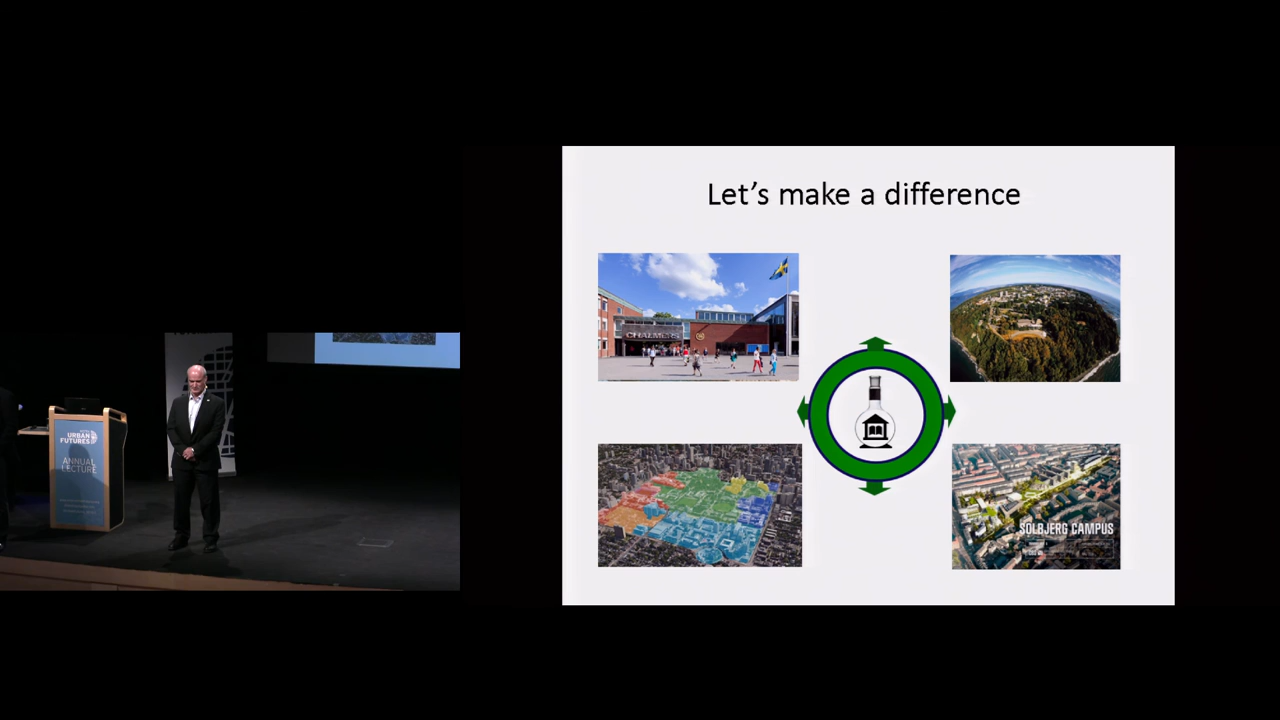 URBAN
FUTURES
ANNUAL
LECTURE
Let's make a difference
CHALMERS
SOLBJERG CAMPUS